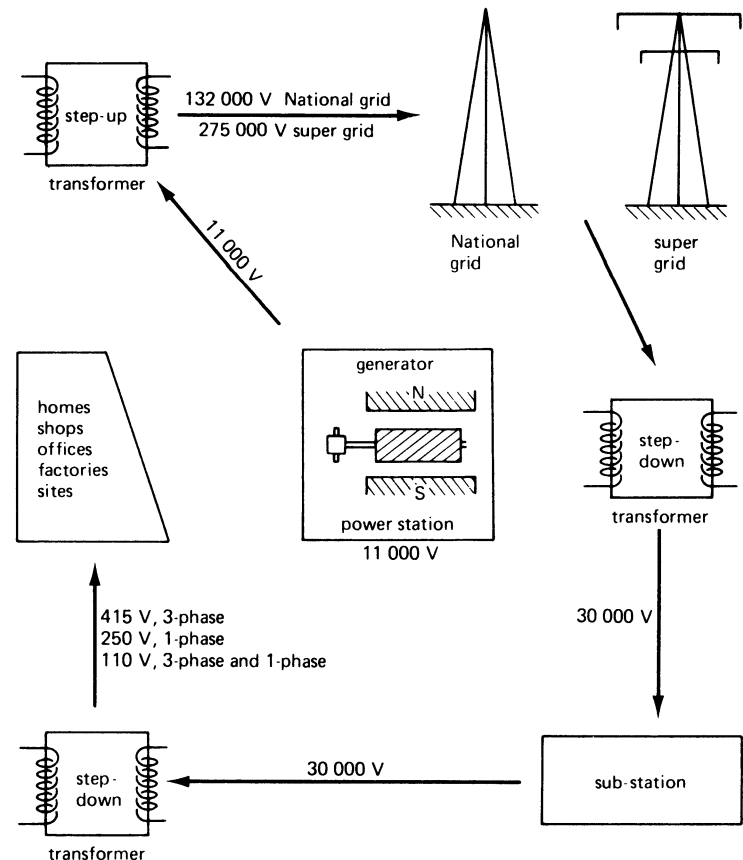 step-up
transformer
132 000 V National grid
275 000 V super grid
National
grid
super
grid
11 000 V
generator
N
S
power station
11 000 V
homes
shops
offices
factories
sites
step-
down
transformer
30 000 V
sub-station
30 000 V
step-
down
transformer
415 V, 3-phase
250 V, 1-phase
110 V, 3-phase and 1-phase